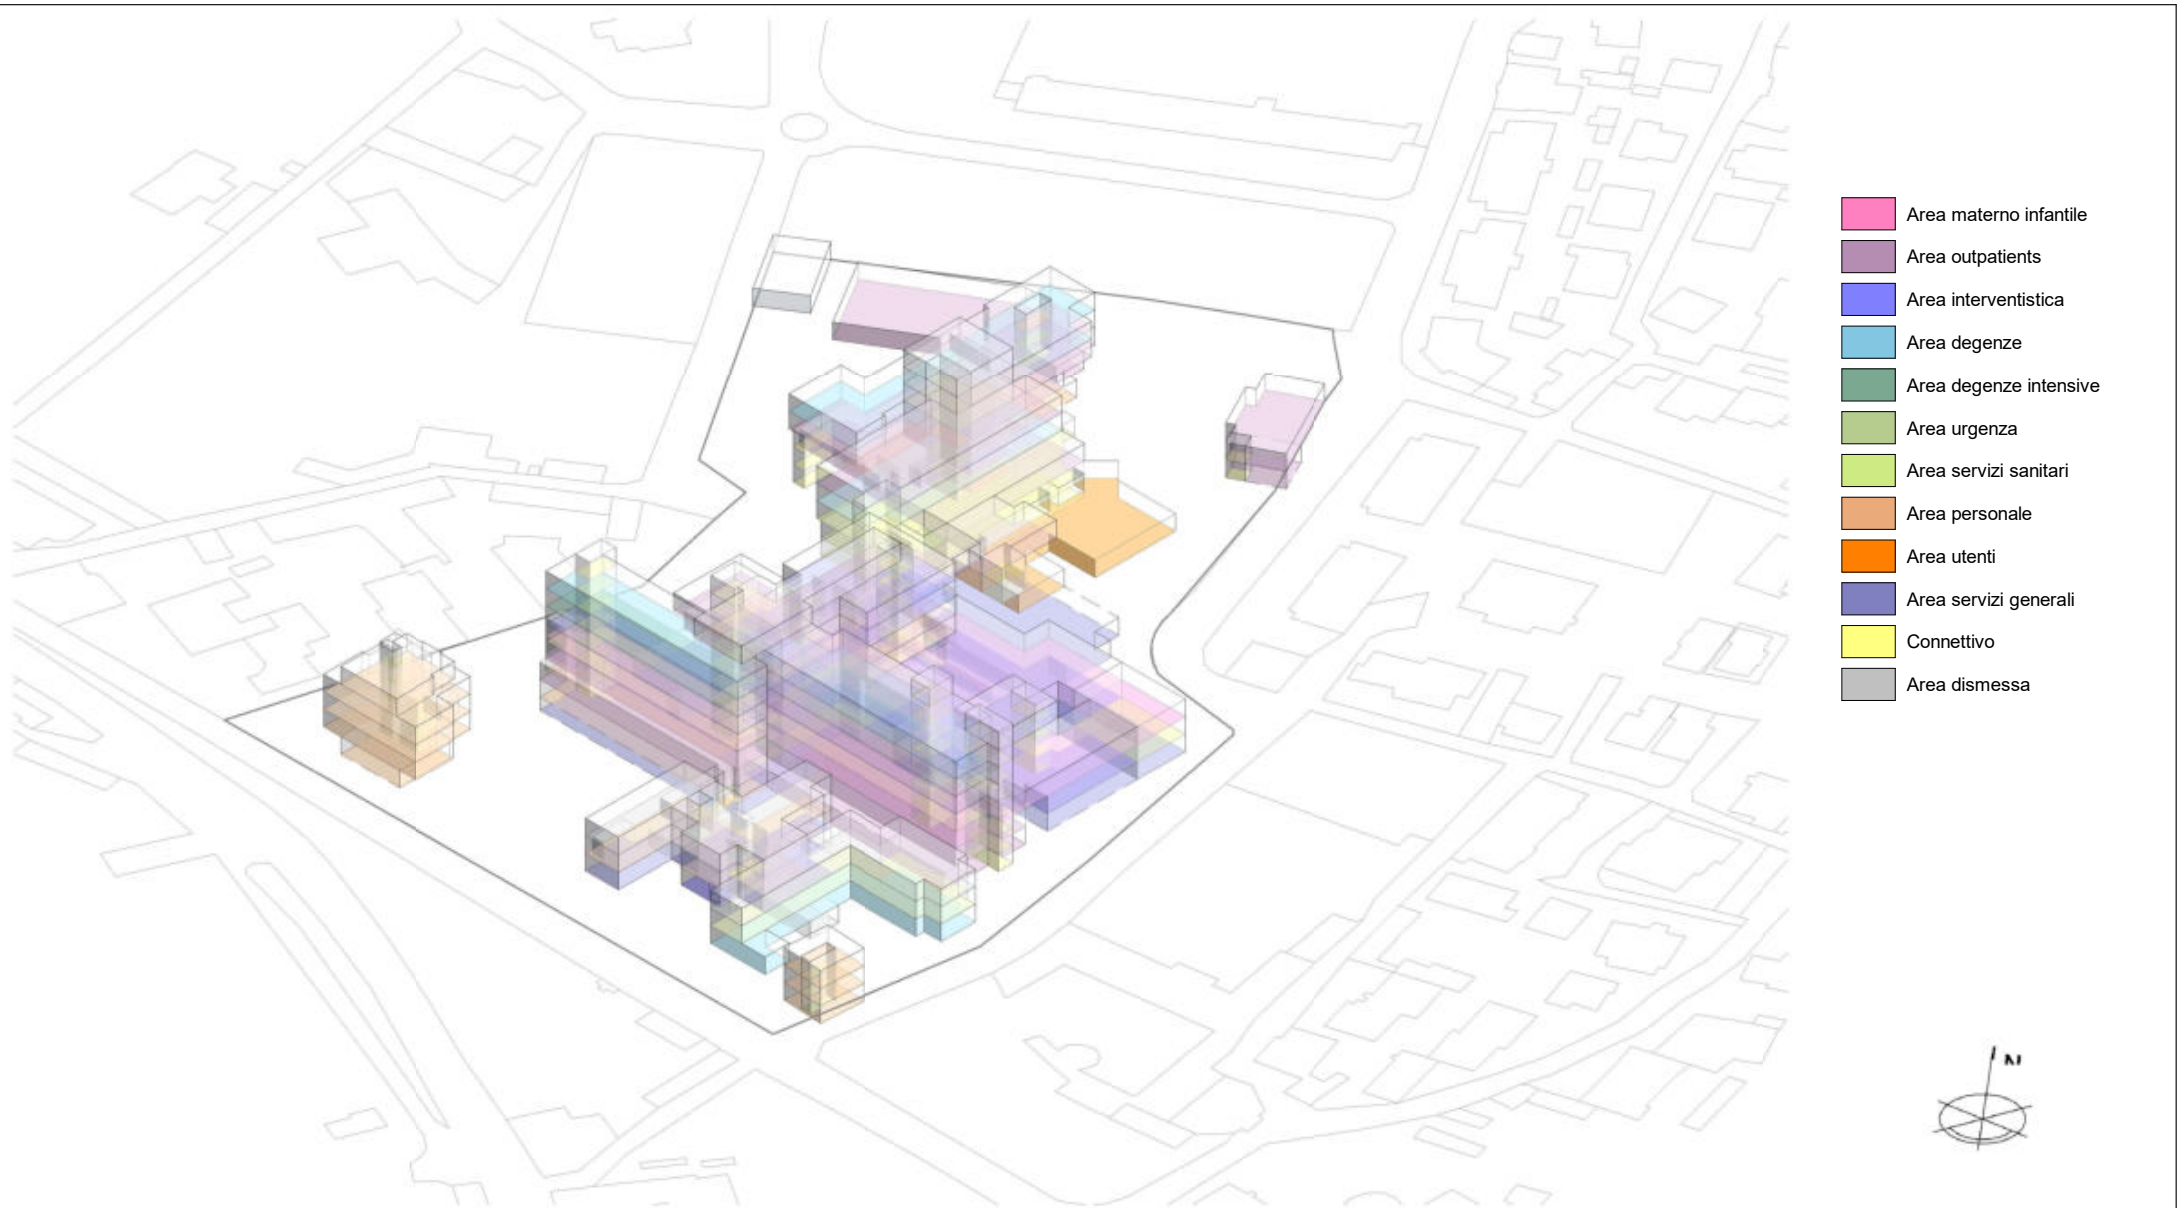 Area materno infantile
Area outpatients
Area interventistica
Area degenze
Area degenze intensive
Area urgenza
Area servizi sanitari
Area personale
Area utenti
Area servizi generali
Connettivo
Area dismessa
N